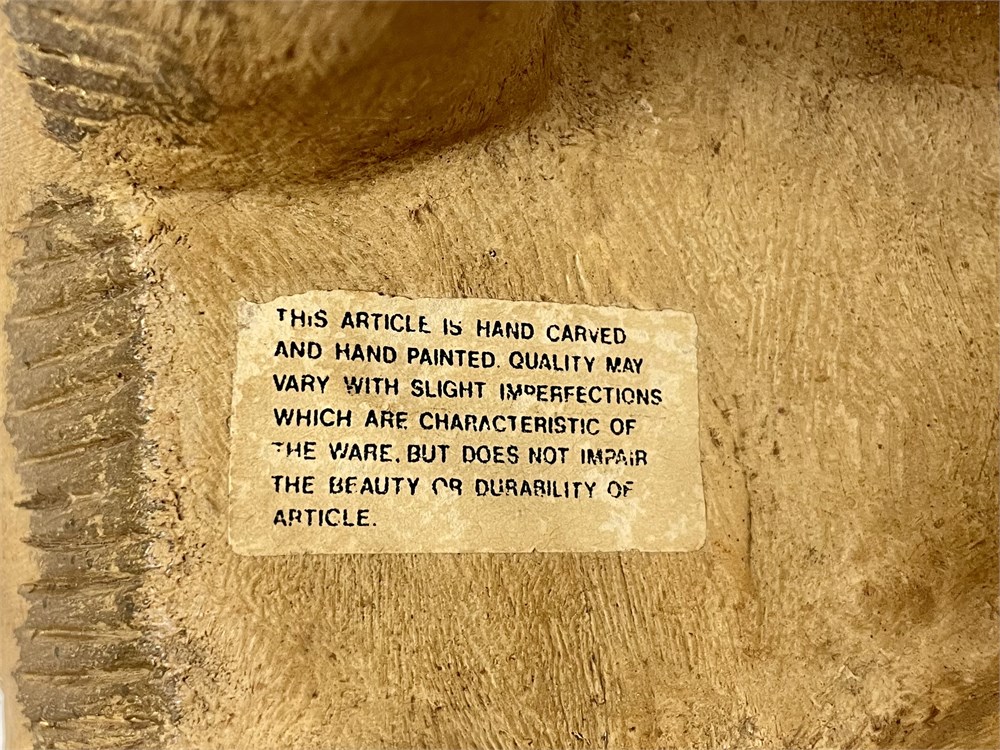 THIS ARTICLE IS HAND CARVED
AND HAND PAINTED. QUALITY MAY
VARY WITH SLIGHT IMPERFECTIONS
WHICH ARE CHARACTERISTIC OF
THE WARE, BUT DOES NOT IMPAIR
THE BEAUTY OR DURABILITY OF
ARTICLE.